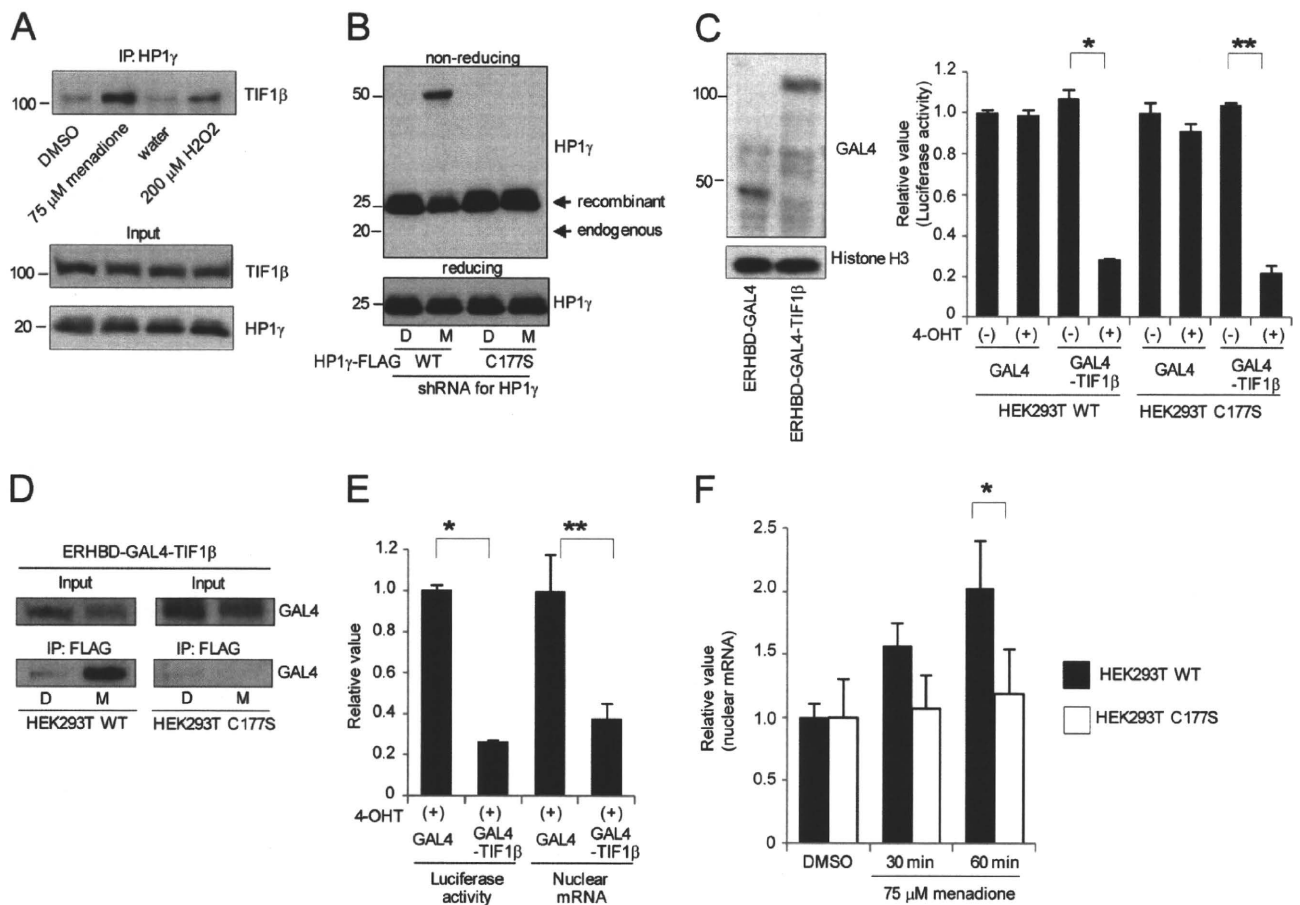 A
IP: HP1γ
100
TIF1β
DMSO
75 μM menadione
water
200 μM H2O2
Input
100
TIF1β
20
HP1γ
B
non-reducing
50
HP1γ
25
recombinant
20
endogenous
reducing
25
HP1γ
D M D M
HP1γ-FLAG WT C177S
shRNA for HP1γ
C
100
GAL4
50
Histone H3
ERHBD-GAL4
ERHBD-GAL4-TIF1β
* **
Relative value
(Luciferase activity)
1.2
1.0
0.8
0.6
0.4
0.2
0
4-OHT (-) (+) (-) (+) (-) (+) (-) (+)
GAL4 GAL4 GAL4 GAL4
-TIF1β -TIF1β
HEK293T WT HEK293T C177S
D
ERHBD-GAL4-TIF1β
Input Input
GAL4
IP: FLAG IP: FLAG
GAL4
D M D M
HEK293T WT HEK293T C177S
E
* **
Relative value
1.2
1.0
0.8
0.6
0.4
0.2
0
4-OHT (+) (+) (+) (+)
GAL4 GAL4 GAL4 GAL4
-TIF1β -TIF1β
Luciferase Nuclear
activity mRNA
F
*
Relative value
(nuclear mRNA)
2.5
2.0
1.5
1.0
0.5
0
DMSO 30 min 60 min
75 μM menadione
HEK293T WT
HEK293T C177S